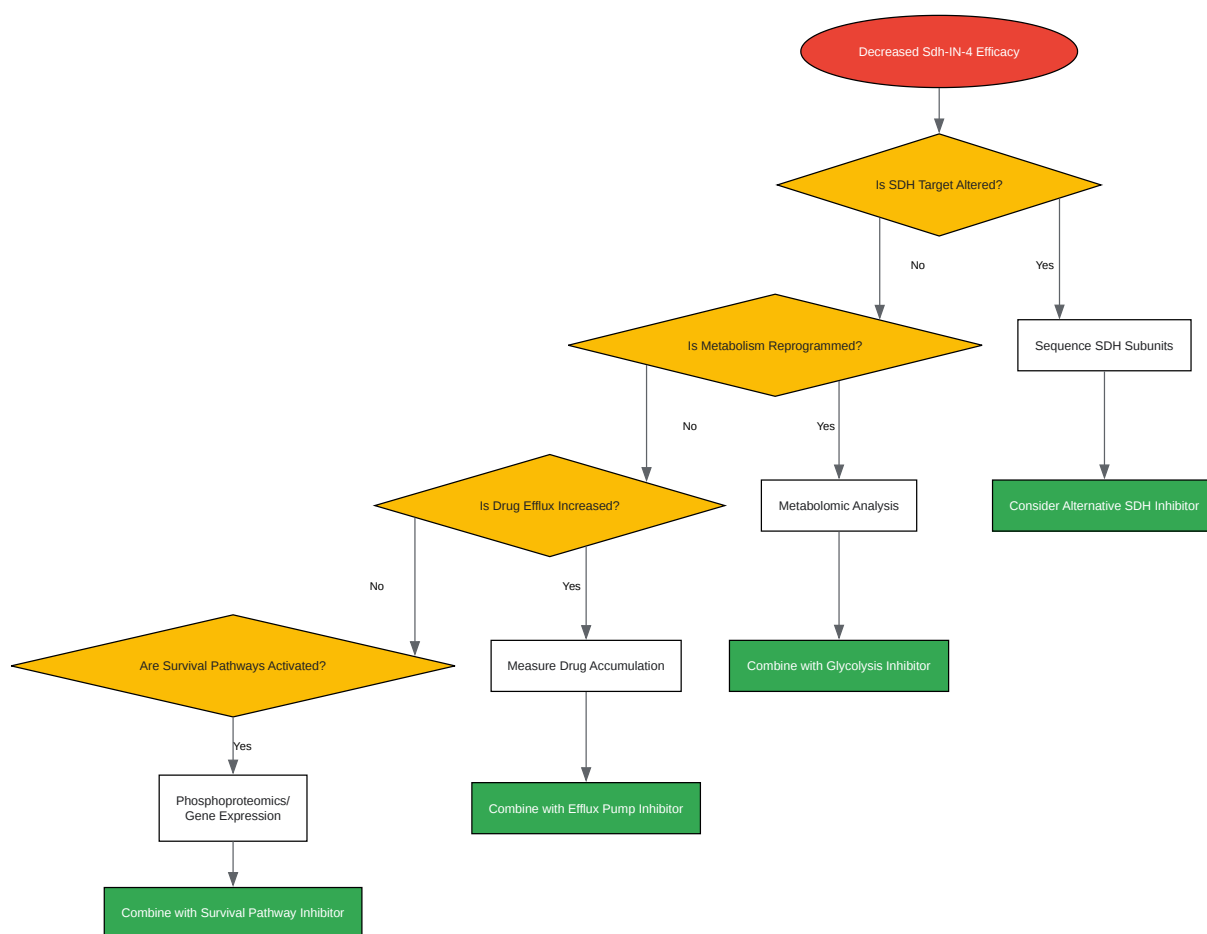 Decreased Sdh-IN-4 Efficacy
Is SDH Target Altered?
No
Yes
Is Metabolism Reprogrammed?
Sequence SDH Subunits
No
Yes
Is Drug Efflux Increased?
Metabolomic Analysis
Consider Alternative SDH Inhibitor
No
Yes
Are Survival Pathways Activated?
Measure Drug Accumulation
Combine with Glycolysis Inhibitor
Yes
Phosphoproteomics/
Gene Expression
Combine with Efflux Pump Inhibitor
Combine with Survival Pathway Inhibitor